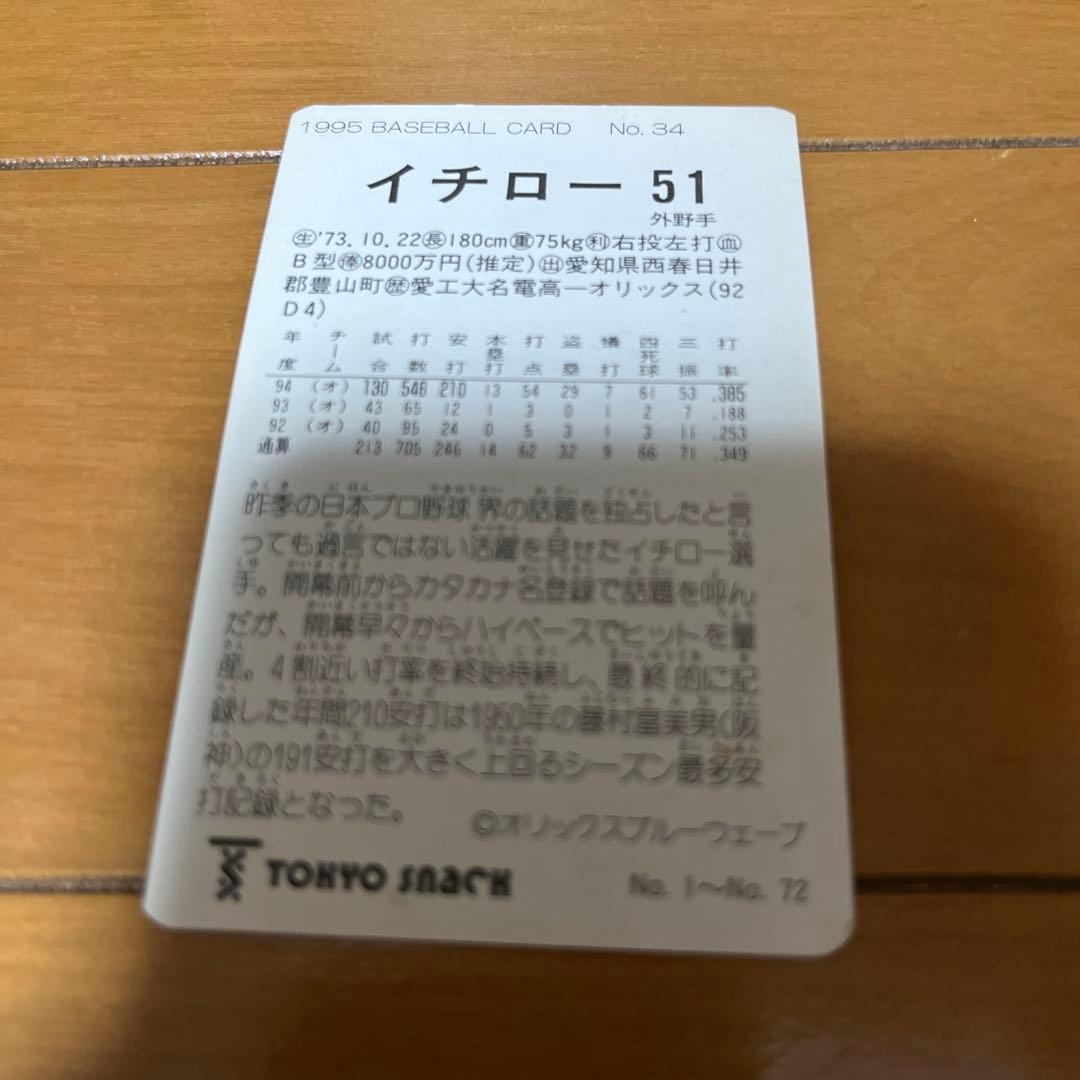 1995 BASEBALL CARD No. 34
イチロー 51
外野手
㊤'73.10.22㊐180cm㊐75kg㊐右投左打㊐
B型㊐8000万円(推定)㊐愛知県西春日井
郡豊山町㊐愛工大名電高ーオリックス(92
D4)
年度 チーム 試合 打数 安打 本塁打 打点 盗塁 犠打 四死球 三振 打率
94 (オ) 130 546 210 13 54 29 7 61 53 .385
93 (オ) 43 65 12 1 3 0 1 2 7 .188
92 (オ) 40 95 24 0 5 3 1 3 11 .253
通算 213 705 246 14 62 32 9 66 71 .349
昨季の日本プロ野球界の話題を独占したと言
っても過言ではない活躍を見せたイチロー選
手。開幕前からカタカナ名登録で話題を呼ん
だが、開幕早々からハイペースでヒットを量
産。4割近い打率を終始持続し、最終的に記
録した年間210安打は1950年の藤村富美男(阪
神)の191安打を大きく上回るシーズン最多安
打記録となった。
©オリックスブルーウェーブ
TOKYO SNACK No. 1～No. 72